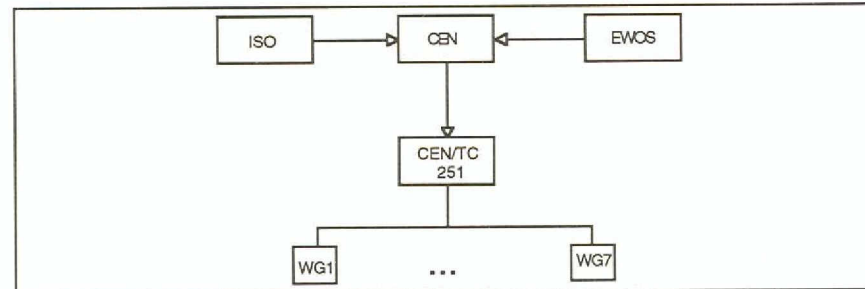 ISO
CEN
EWOS
CEN/TC
251
WG1
...
WG7